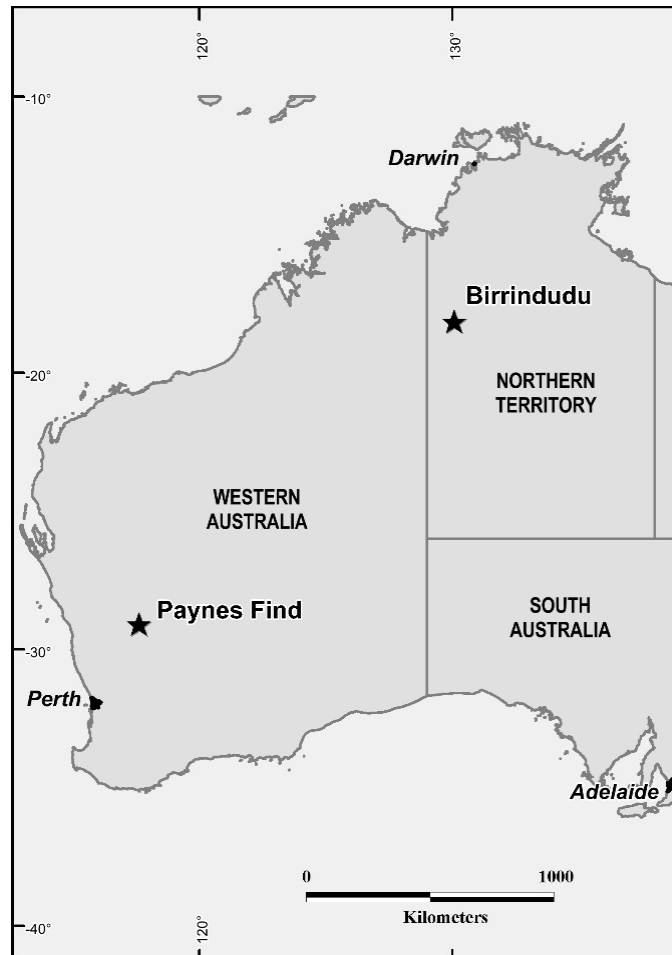 120°
130°
-10°
Darwin
Birrindudu
-20°
NORTHERN
TERRITORY
WESTERN
AUSTRALIA
Paynes Find
SOUTH
AUSTRALIA
-30°
Perth
Adelaide
0 1000
Kilometers
-40°
120°
130°